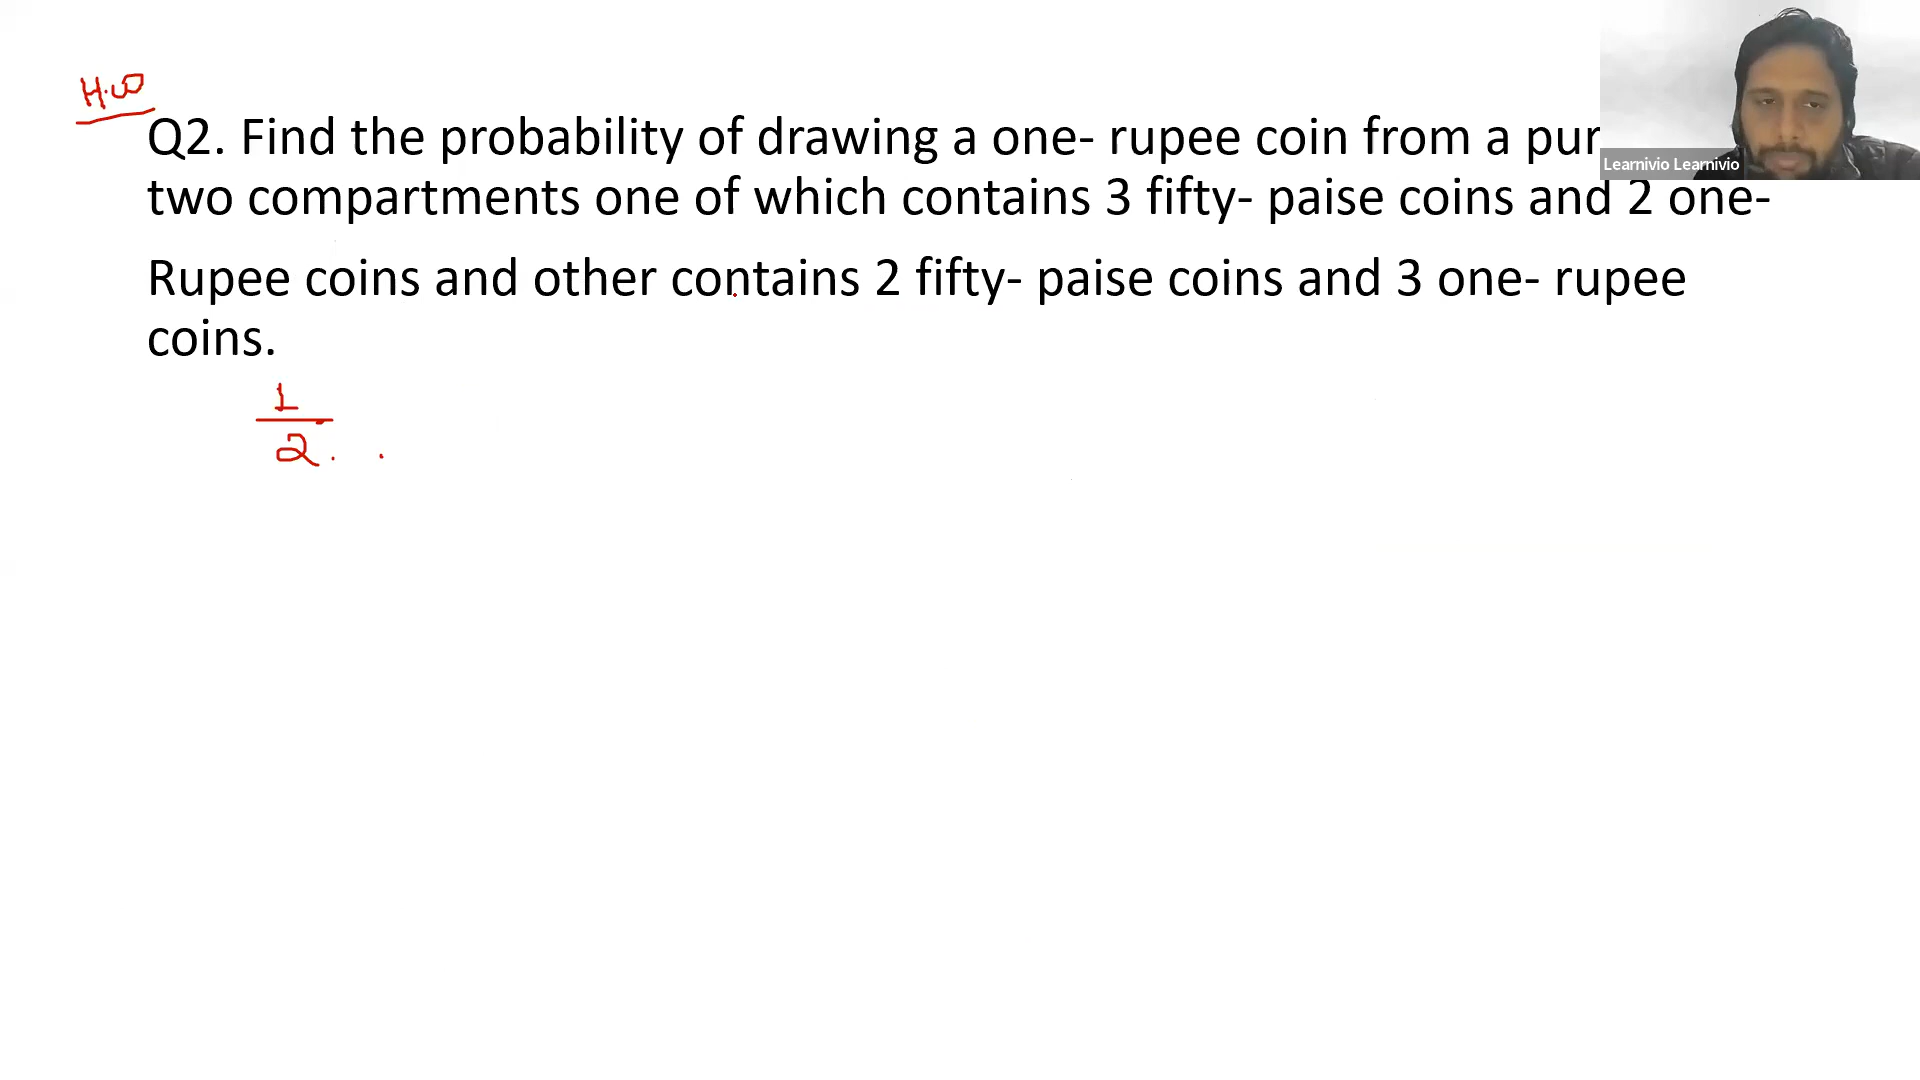 H.W
Q2. Find the probability of drawing a one- rupee coin from a
Learnivio Learnivio
two compartments one of which contains 3 fifty- paise coins and 2 one-
Rupee coins and other contains 2 fifty- paise coins and 3 one- rupee
coins.
1
2